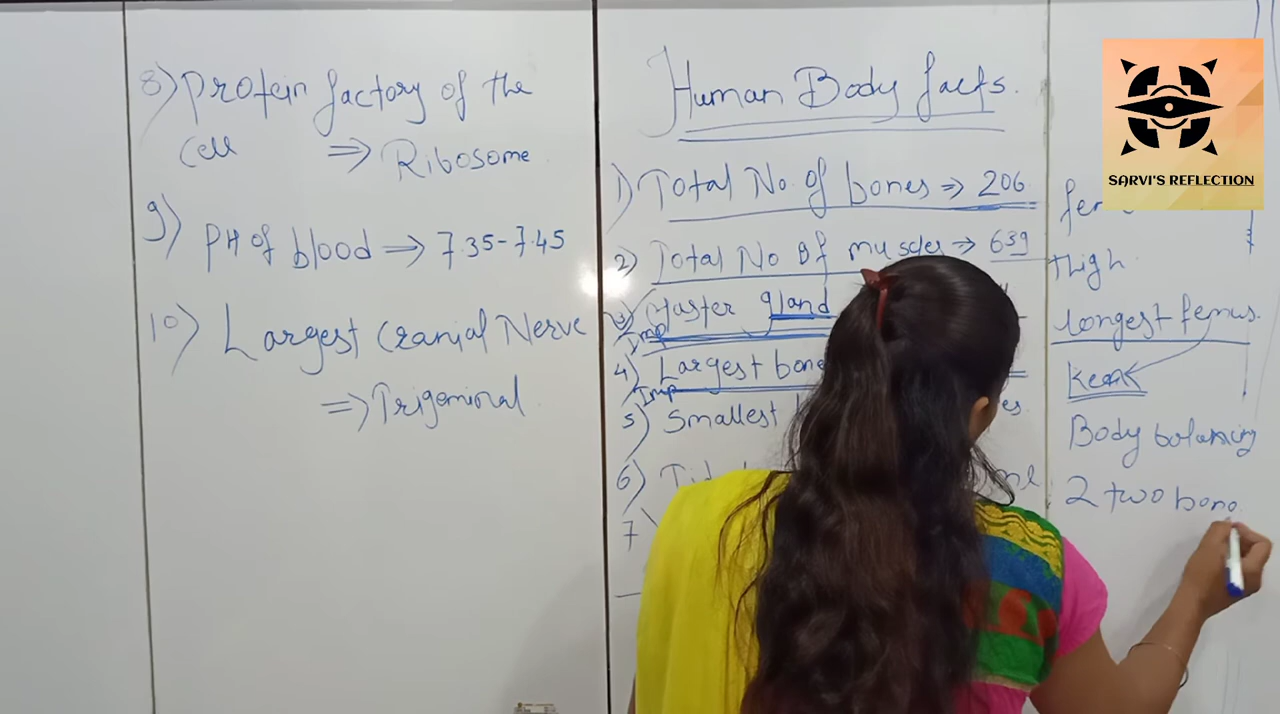 8) Protein factory of the
cell => Ribosome
9) PH of blood => 7.35-7.45
10) Largest Cranial Nerve
=> Trigeminal
Human Body facts.
1) Total No. of bones => 206
2) Total No of muscles => 639
3) Master gland
Imp
4) Largest bone
Imp
5) Smallest
6)
7
SARVI'S REFLECTION
thigh
longest femus.
Body balancing
2 two bone